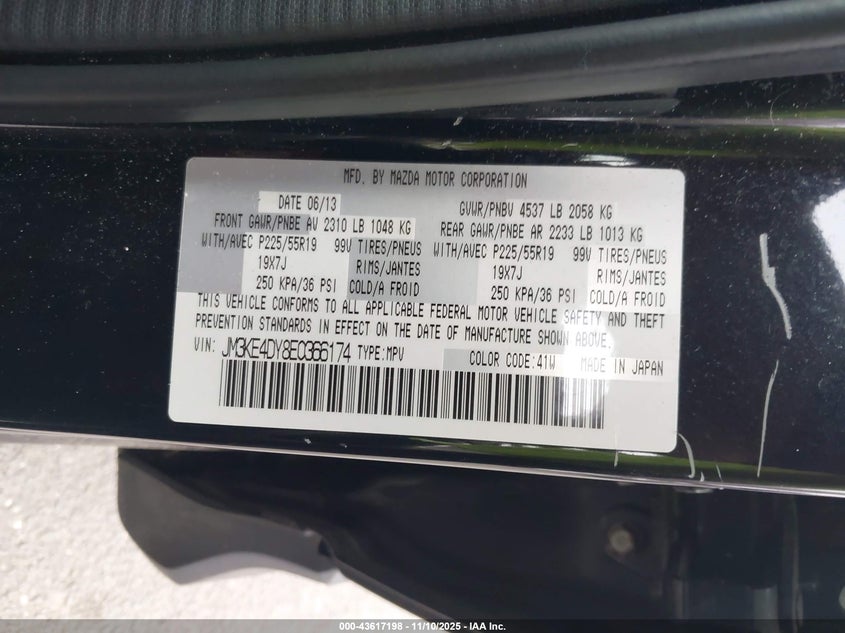 MFD. BY MAZDA MOTOR CORPORATION
DATE 06/13 GVWR/PNBV 4537 LB 2058 KG
FRONT GAWR/PNBE AV 2310 LB 1048 KG REAR GAWR/PNBE AR 2233 LB 1013 KG
WITH/AVEC P225/55R19 99V TIRES/PNEUS WITH/AVEC P225/55R19 99V TIRES/PNEUS
19X7J RIMS/JANTES 19X7J RIMS/JANTES
250 KPA/36 PSI COLD/A FROID 250 KPA/36 PSI COLD/A FROID
THIS VEHICLE CONFORMS TO ALL APPLICABLE FEDERAL MOTOR VEHICLE SAFETY AND THEFT
PREVENTION STANDARDS IN EFFECT ON THE DATE OF MANUFACTURE SHOWN ABOVE.
VIN: JM3KE4DY8E0366174 TYPE:MPV COLOR CODE:41W MADE IN JAPAN
000-43617198 - 11/10/2025 - IAA Inc.